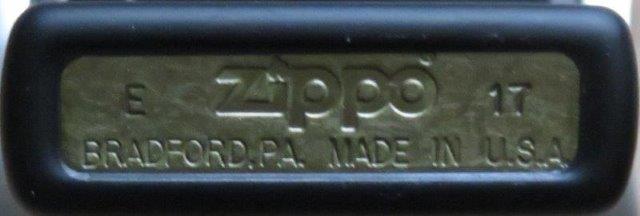 E zippo 17
BRADFORD, PA. MADE IN U.S.A